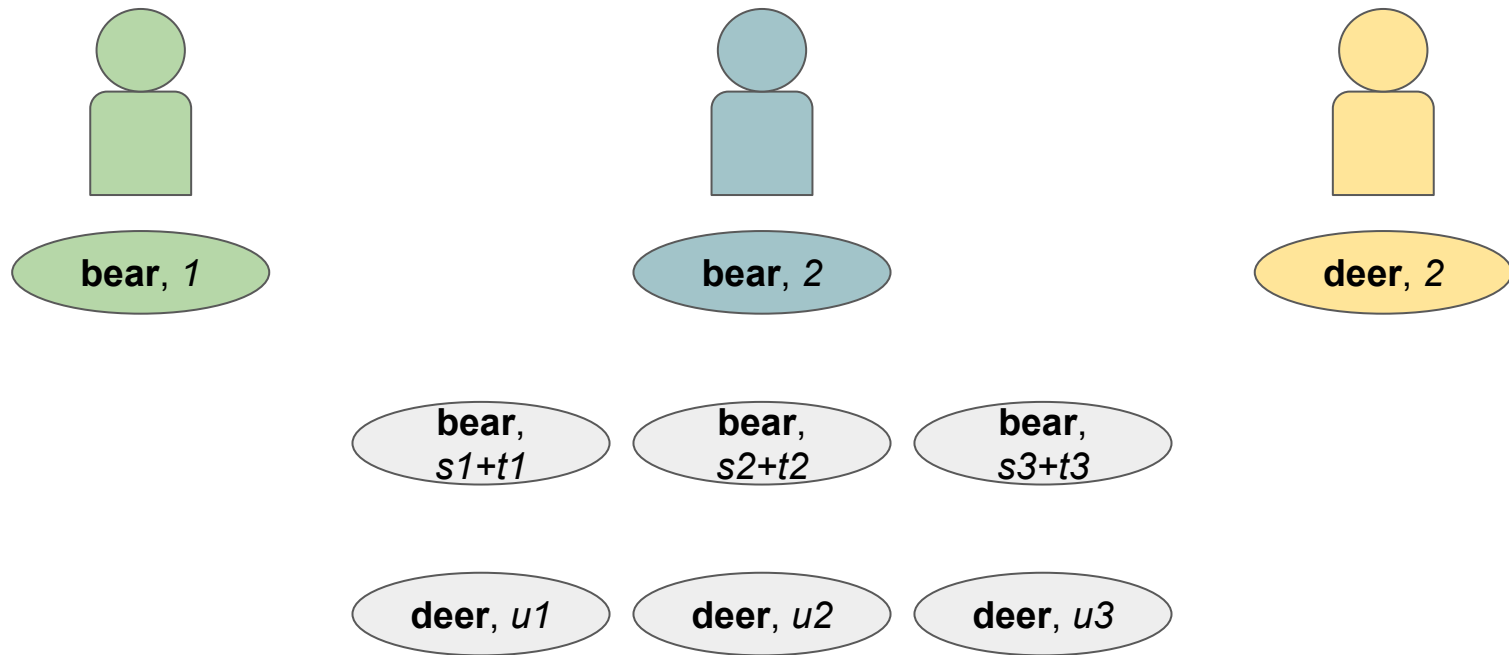 bear, 1
bear, 2
deer, 2
bear,
s1+t1
bear,
s2+t2
bear,
s3+t3
deer, u1
deer, u2
deer, u3